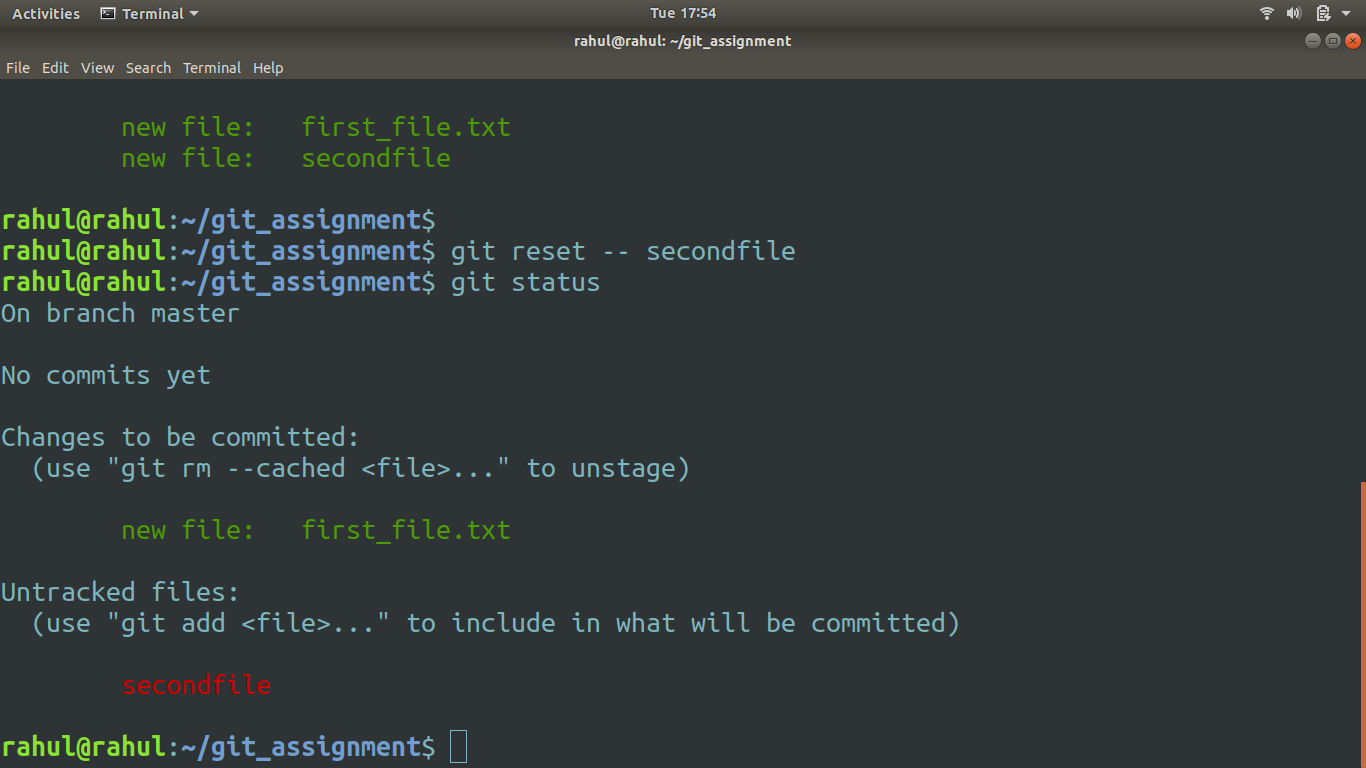 Activities Terminal Tue 17:54
rahul@rahul: ~/git_assignment
File Edit View Search Terminal Help
new file:   first_file.txt
new file:   secondfile
rahul@rahul:~/git_assignment$
rahul@rahul:~/git_assignment$ git reset -- secondfile
rahul@rahul:~/git_assignment$ git status
On branch master
No commits yet
Changes to be committed:
  (use "git rm --cached <file>..." to unstage)
new file:   first_file.txt
Untracked files:
  (use "git add <file>..." to include in what will be committed)
secondfile
rahul@rahul:~/git_assignment$